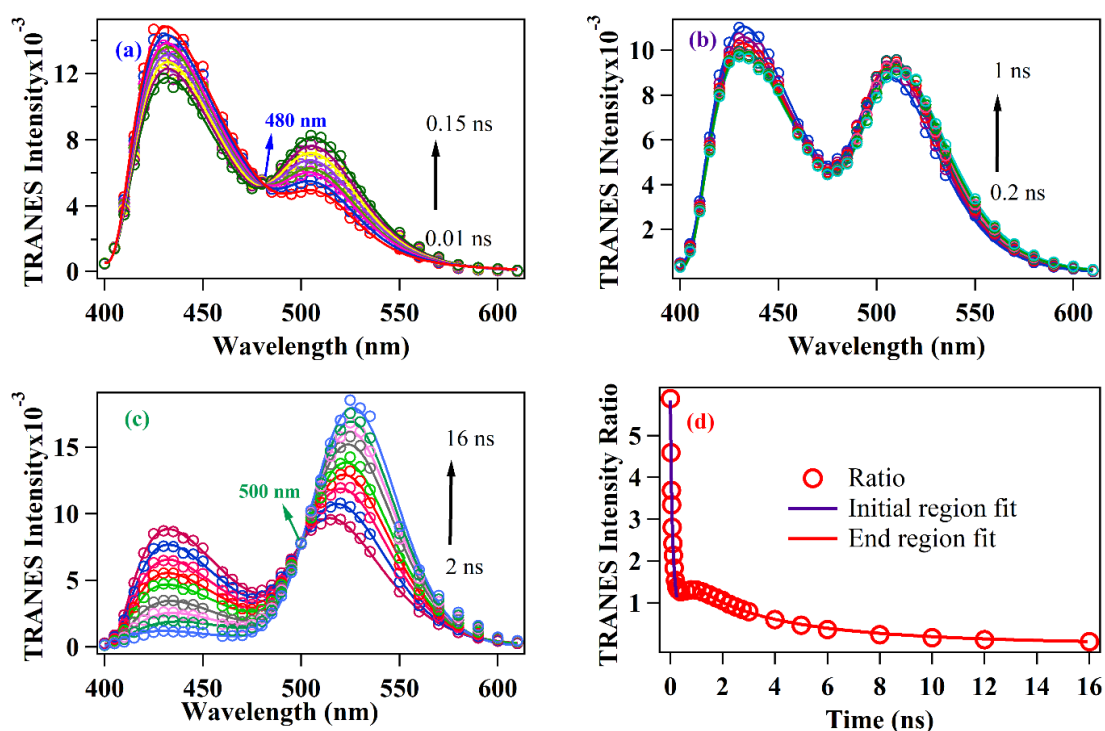 (a)
TRANES Intensityx10⁻³
12
8
4
0
480 nm
0.15 ns
0.01 ns
400
450
500
550
600
Wavelength (nm)
(b)
TRANES INtensityx10⁻³
10
8
6
4
2
1 ns
0.2 ns
400
450
500
550
600
Wavelength (nm)
(c)
TRANES Intensityx10⁻³
15
10
5
0
500 nm
16 ns
2 ns
400
450
500
550
600
Wavelength (nm)
(d)
TRANES Intensity Ratio
5
4
3
2
1
Ratio
Initial region fit
End region fit
0
2
4
6
8
10
12
14
16
Time (ns)